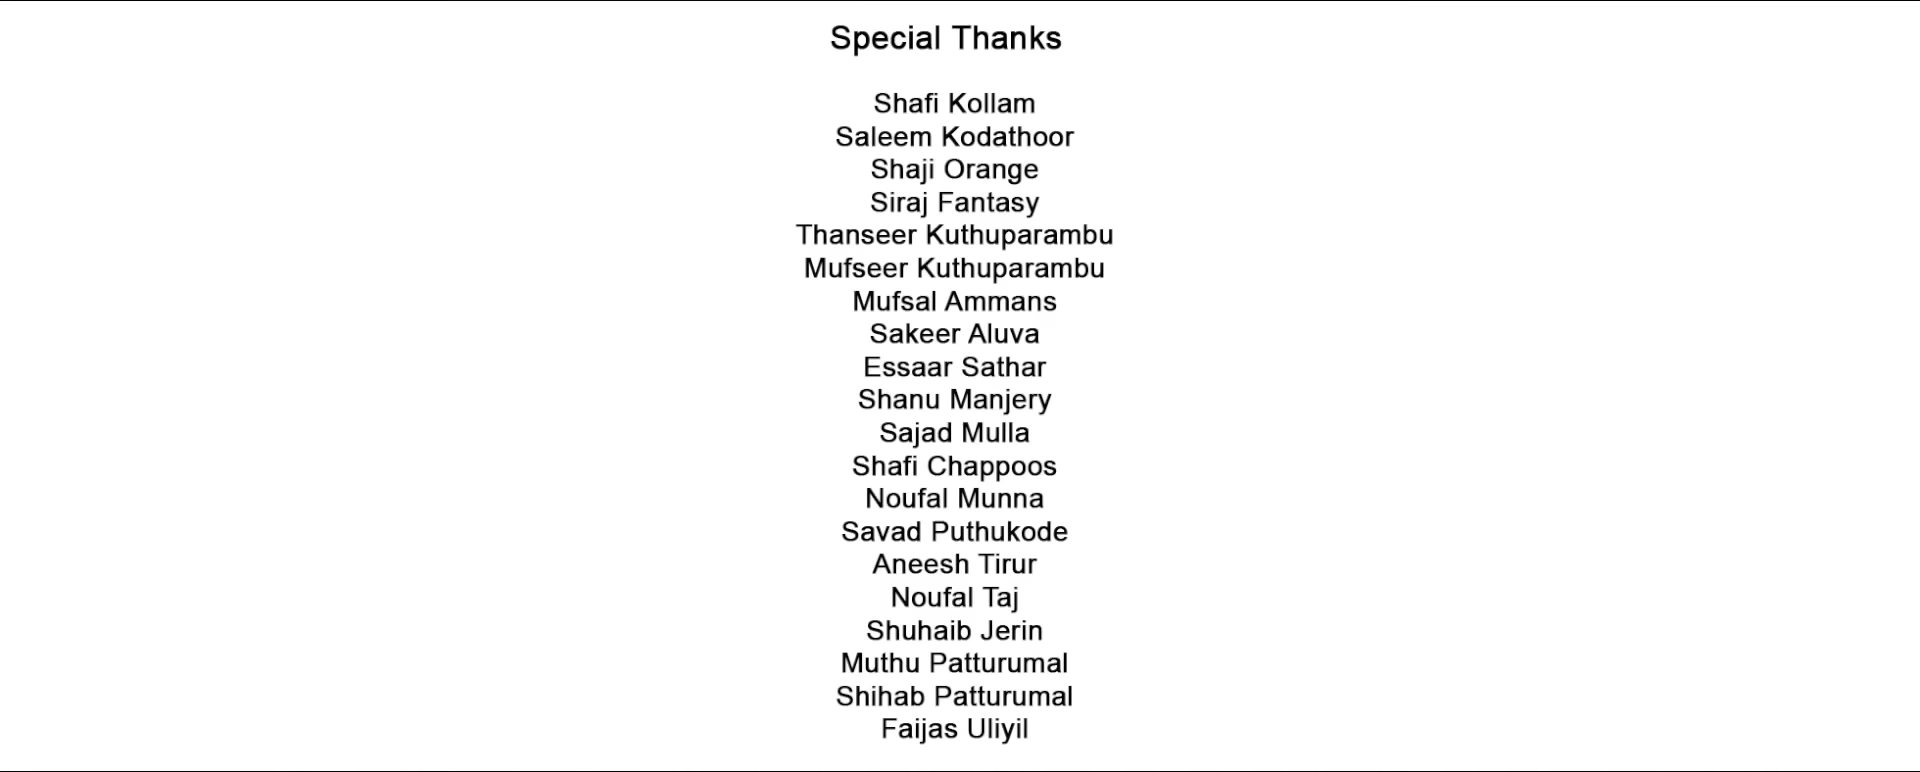 Special Thanks
Shafi Kollam
Saleem Kodathoor
Shaji Orange
Siraj Fantasy
Thanseer Kuthuparambu
Mufseer Kuthuparambu
Mufsal Ammans
Sakeer Aluva
Essaar Sathar
Shanu Manjery
Sajad Mulla
Shafi Chappoos
Noufal Munna
Savad Puthukode
Aneesh Tirur
Noufal Taj
Shuhaib Jerin
Muthu Patturumal
Shihab Patturumal
Faijas Uliyil